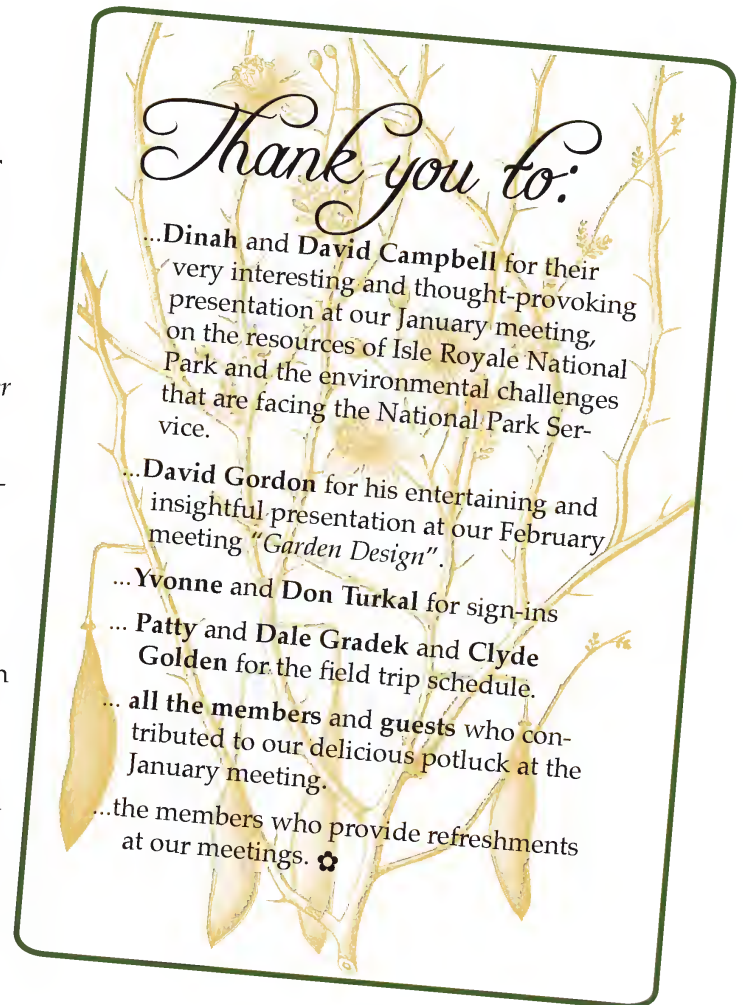 Thank you to:
...Dinah and David Campbell for their
very interesting and thought-provoking
presentation at our January meeting,
on the resources of Isle Royale National
Park and the environmental challenges
that are facing the National Park Ser-
vice.
...David Gordon for his entertaining and
insightful presentation at our February
meeting "Garden Design".
...Yvonne and Don Turkal for sign-ins
... Patty and Dale Gradek and Clyde
Golden for the field trip schedule.
... all the members and guests who con-
tributed to our delicious potluck at the
January meeting.
...the members who provide refreshments
at our meetings. ✿